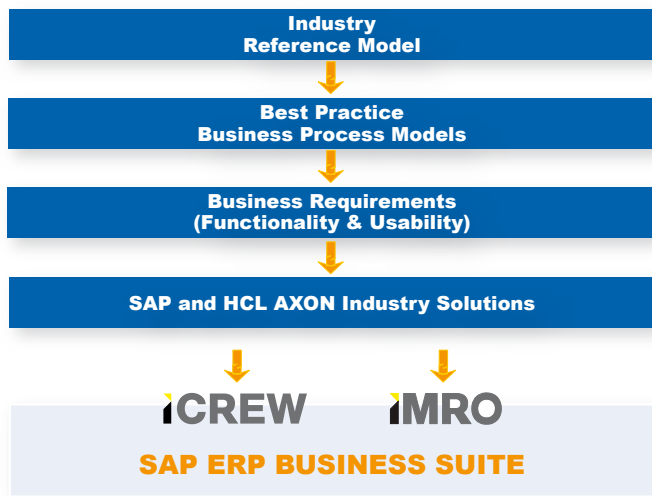 Industry
Reference Model
Best Practice
Business Process Models
Business Requirements
(Functionality & Usability)
SAP and HCL AXON Industry Solutions
iCREW
iMRO
SAP ERP BUSINESS SUITE